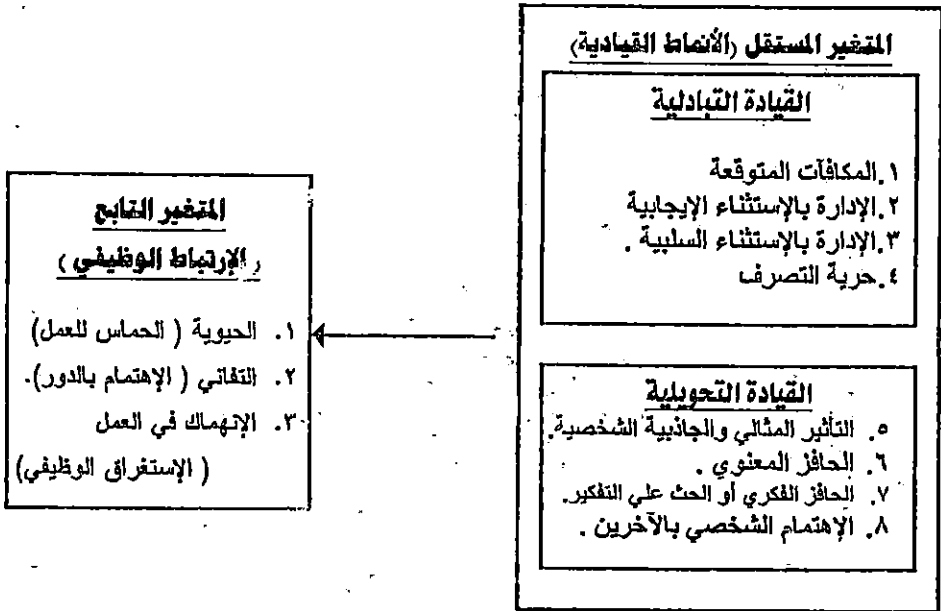 المتغير المستقل (الأنماط القيادية)
القيادة التبادلية
١.المكافآت المتوقعة
٢.الإدارة بالإستثناء الإيجابية
٣.الإدارة بالإستثناء السلبية .
٤.حرية التصرف
القيادة التحويلية
٥. التأثير المثالي والجاذبية الشخصية.
٦. الحافز المعنوي .
٧. الحافز الفكري أو الحث علي التفكير.
٨. الإهتمام الشخصي بالآخرين .
المتغير التابع
( الإرتباط الوظيفي )
١. الحيوية ( الحماس للعمل)
٢. التفاني ( الإهتمام بالدور).
٣. الإنهماك في العمل
( الإستغراق الوظيفي)